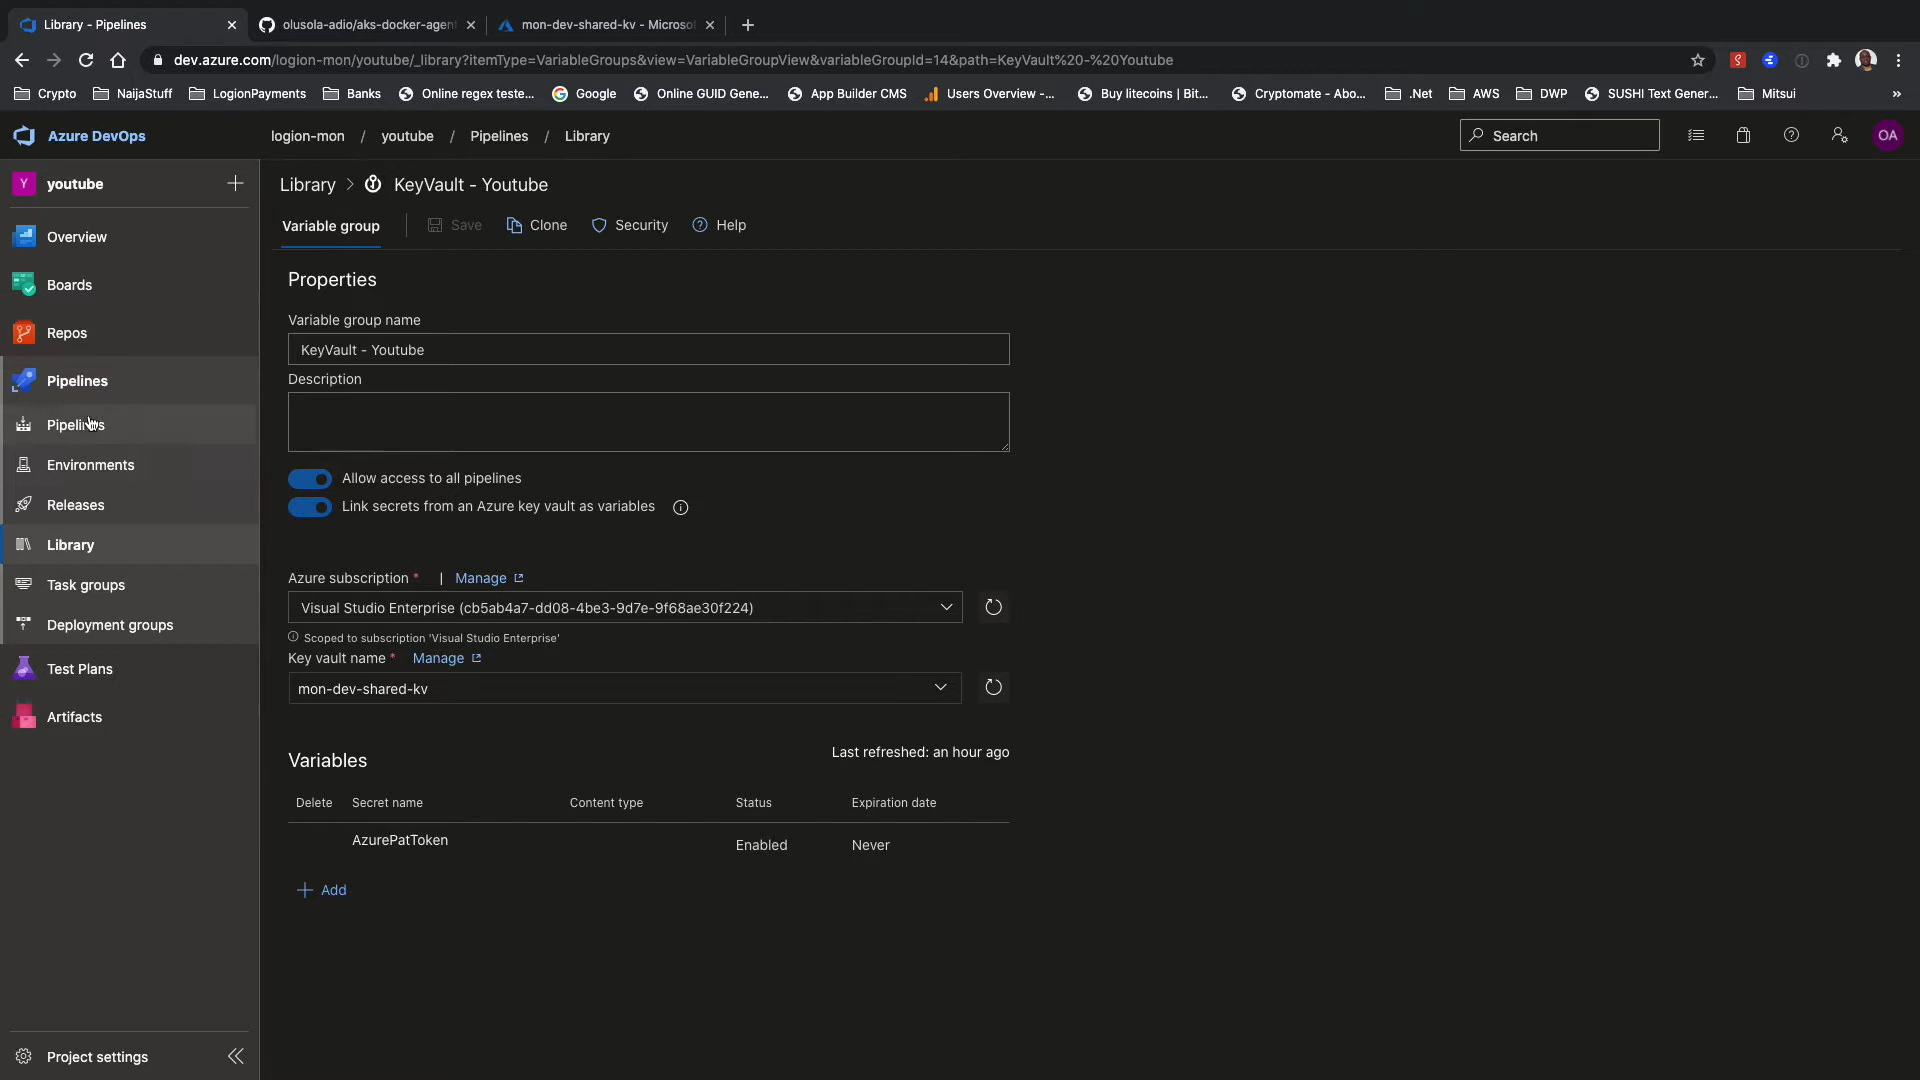 Library - Pipelines
olusola-adio/aks-docker-agen
mon-dev-shared-kv - Microso
dev.azure.com/logion-mon/youtube/_library?itemType=VariableGroups&view=VariableGroupView&variableGroupId=14&path=KeyVault%20-%20Youtube
Crypto NaijaStuff LogionPayments Banks Online regex teste... Google Online GUID Gene... App Builder CMS Users Overview -... Buy litecoins | Bit... Cryptomate - Abo... .Net AWS DWP SUSHI Text Gener... Mitsui »
Azure DevOps
logion-mon / youtube / Pipelines / Library
Search
OA
Y youtube
Overview
Boards
Repos
Pipelines
Pipelines
Environments
Releases
Library
Task groups
Deployment groups
Test Plans
Artifacts
Project settings
Library > KeyVault - Youtube
Variable group | Save Clone Security Help
Properties
Variable group name
KeyVault - Youtube
Description
Allow access to all pipelines
Link secrets from an Azure key vault as variables
Azure subscription * | Manage
Visual Studio Enterprise (cb5ab4a7-dd08-4be3-9d7e-9f68ae30f224)
Scoped to subscription 'Visual Studio Enterprise'
Key vault name * Manage
mon-dev-shared-kv
Variables
Last refreshed: an hour ago
Delete Secret name Content type Status Expiration date
AzurePatToken Enabled Never
Add